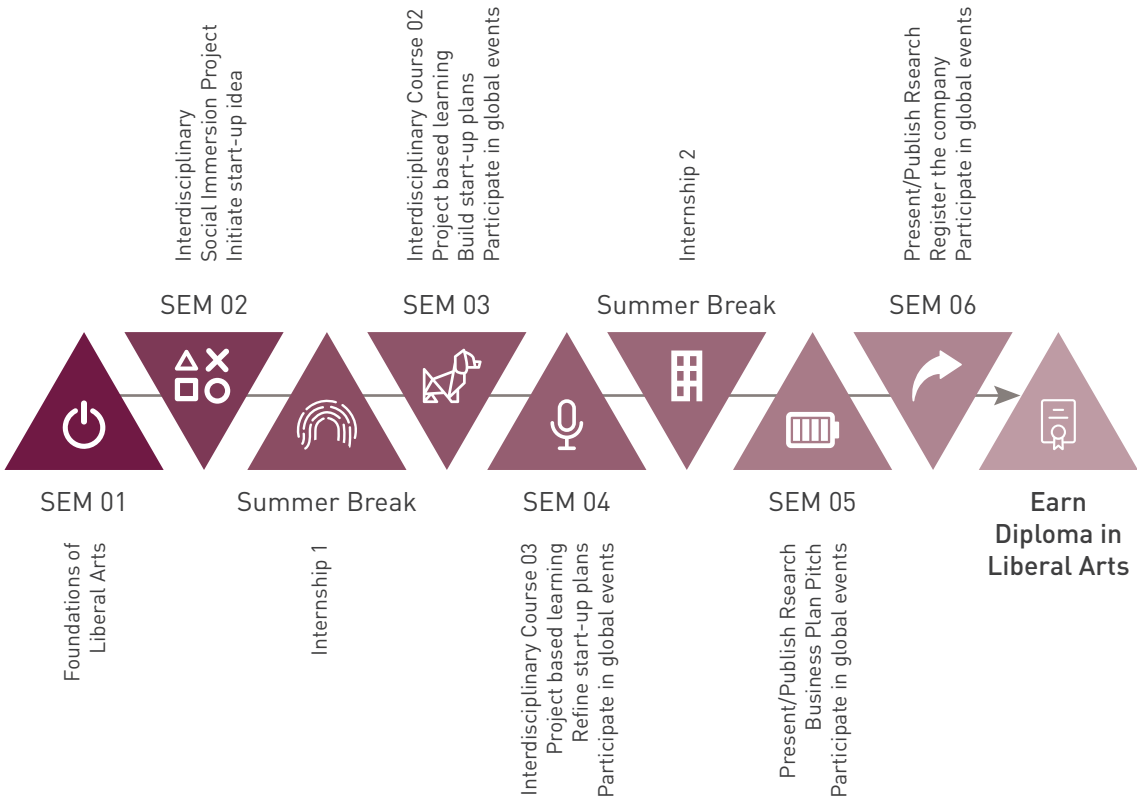 SEM 01
Foundations of
Liberal Arts
SEM 02
Interdisciplinary
Social Immersion Project
Initiate start-up idea
Summer Break
Internship 1
SEM 03
Interdisciplinary Course 02
Project based learning
Build start-up plans
Participate in global events
SEM 04
Interdisciplinary Course 03
Project based learning
Refine start-up plans
Participate in global events
Summer Break
Internship 2
SEM 05
Present/Publish Rsearch
Business Plan Pitch
Participate in global events
SEM 06
Present/Publish Rsearch
Register the company
Participate in global events
Earn
Diploma in
Liberal Arts